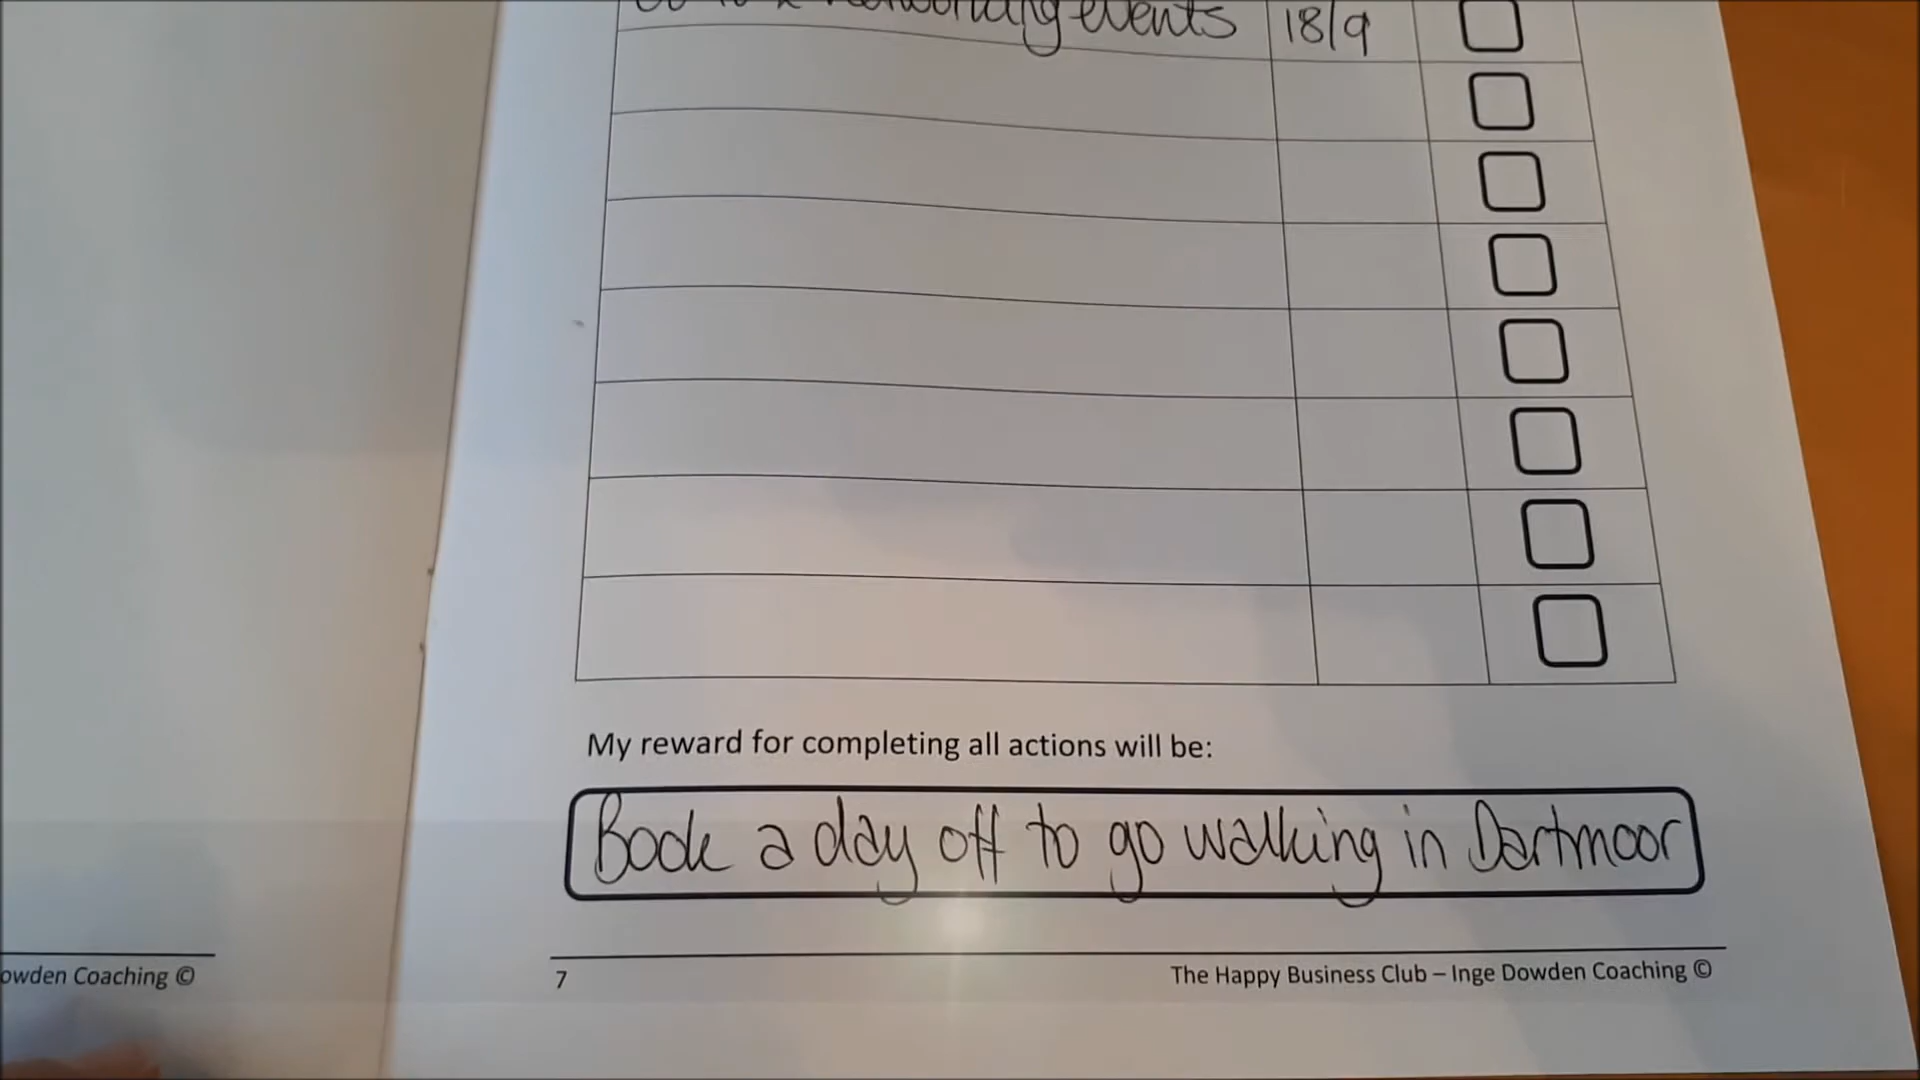 networking events 18/9
My reward for completing all actions will be:
Book a day off to go walking in Dartmoor
owden Coaching ©
7 The Happy Business Club – Inge Dowden Coaching ©